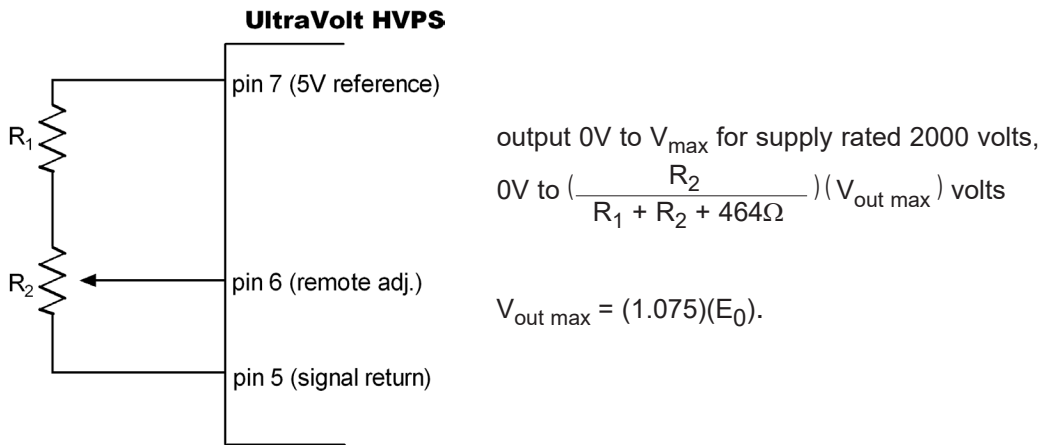 UltraVolt HVPS
pin 7 (5V reference)
R1
R2
pin 6 (remote adj.)
pin 5 (signal return)
output 0V to Vmax for supply rated 2000 volts,
0V to (R2 / R1 + R2 + 464Ω)(Vout max) volts
Vout max = (1.075)(E0).